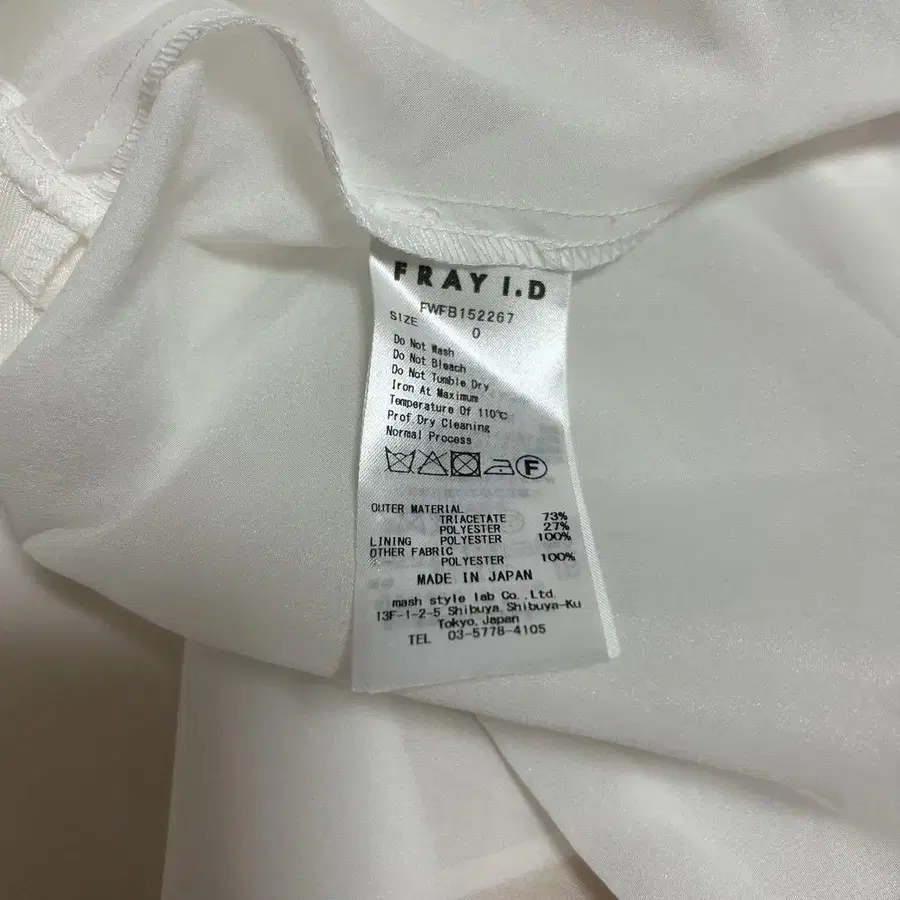 FRAY I.D
FWFB152267
SIZE 0
Do Not Wash
Do Not Bleach
Do Not Tumble Dry
Iron At Maximum
Temperature Of 110℃
Prof.Dry Cleaning
Normal Process
F
OUTER MATERIAL
TRIACETATE 73%
POLYESTER 27%
LINING POLYESTER 100%
OTHER FABRIC
POLYESTER 100%
MADE IN JAPAN
mash style lab Co.,Ltd.
13F-1-2-5 Shibuya Shibuya-Ku
Tokyo.Japan
TEL 03-5778-4105